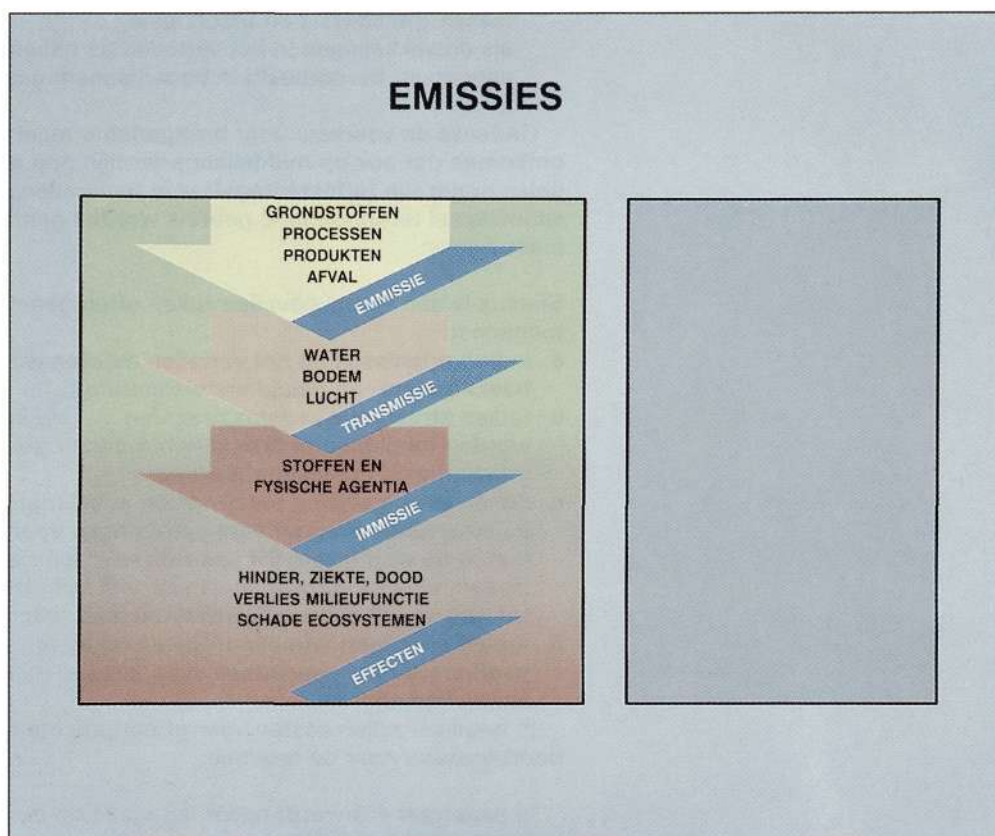 EMISSIES
GRONDSTOFFEN
PROCESSEN
PRODUKTEN
AFVAL
EMMISSIE
WATER
BODEM
LUCHT
TRANSMISSIE
STOFFEN EN
FYSISCHE AGENTIA
IMMISSIE
HINDER, ZIEKTE, DOOD
VERLIES MILIEUFUNCTIE
SCHADE ECOSYSTEMEN
EFFECTEN